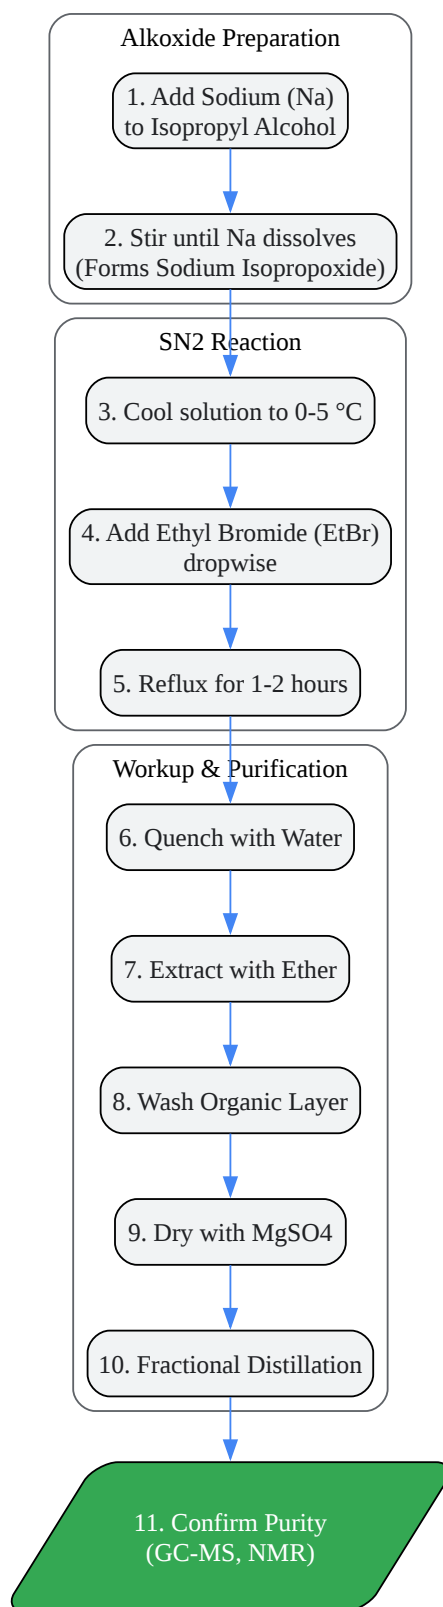 Alkoxide Preparation
1. Add Sodium (Na)
to Isopropyl Alcohol
2. Stir until Na dissolves
(Forms Sodium Isopropoxide)
SN2 Reaction
3. Cool solution to 0-5 °C
4. Add Ethyl Bromide (EtBr)
dropwise
5. Reflux for 1-2 hours
Workup & Purification
6. Quench with Water
7. Extract with Ether
8. Wash Organic Layer
9. Dry with MgSO4
10. Fractional Distillation
11. Confirm Purity
(GC-MS, NMR)